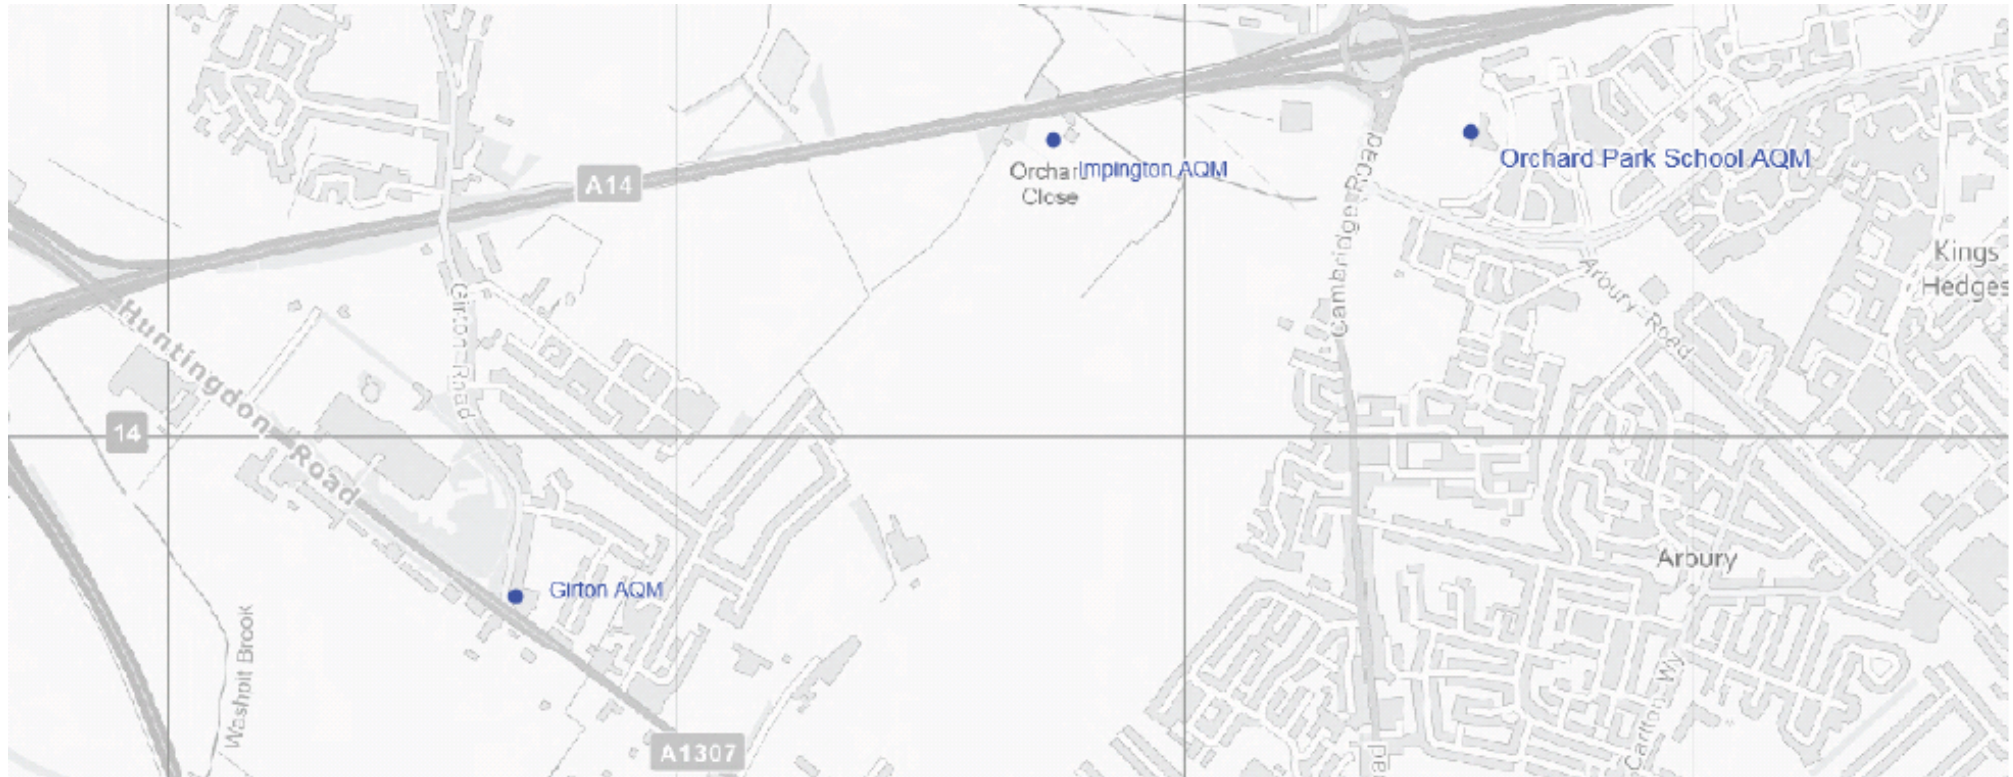 A14
Orchar
Impington AQM
Close
Orchard Park School AQM
Cambridge Road
Kings
Hedges
Arbury Road
Girton Road
Huntingdon Road
14
Girton AQM
Arbury
Washpit Brook
Carlton Wy
A1307
ad